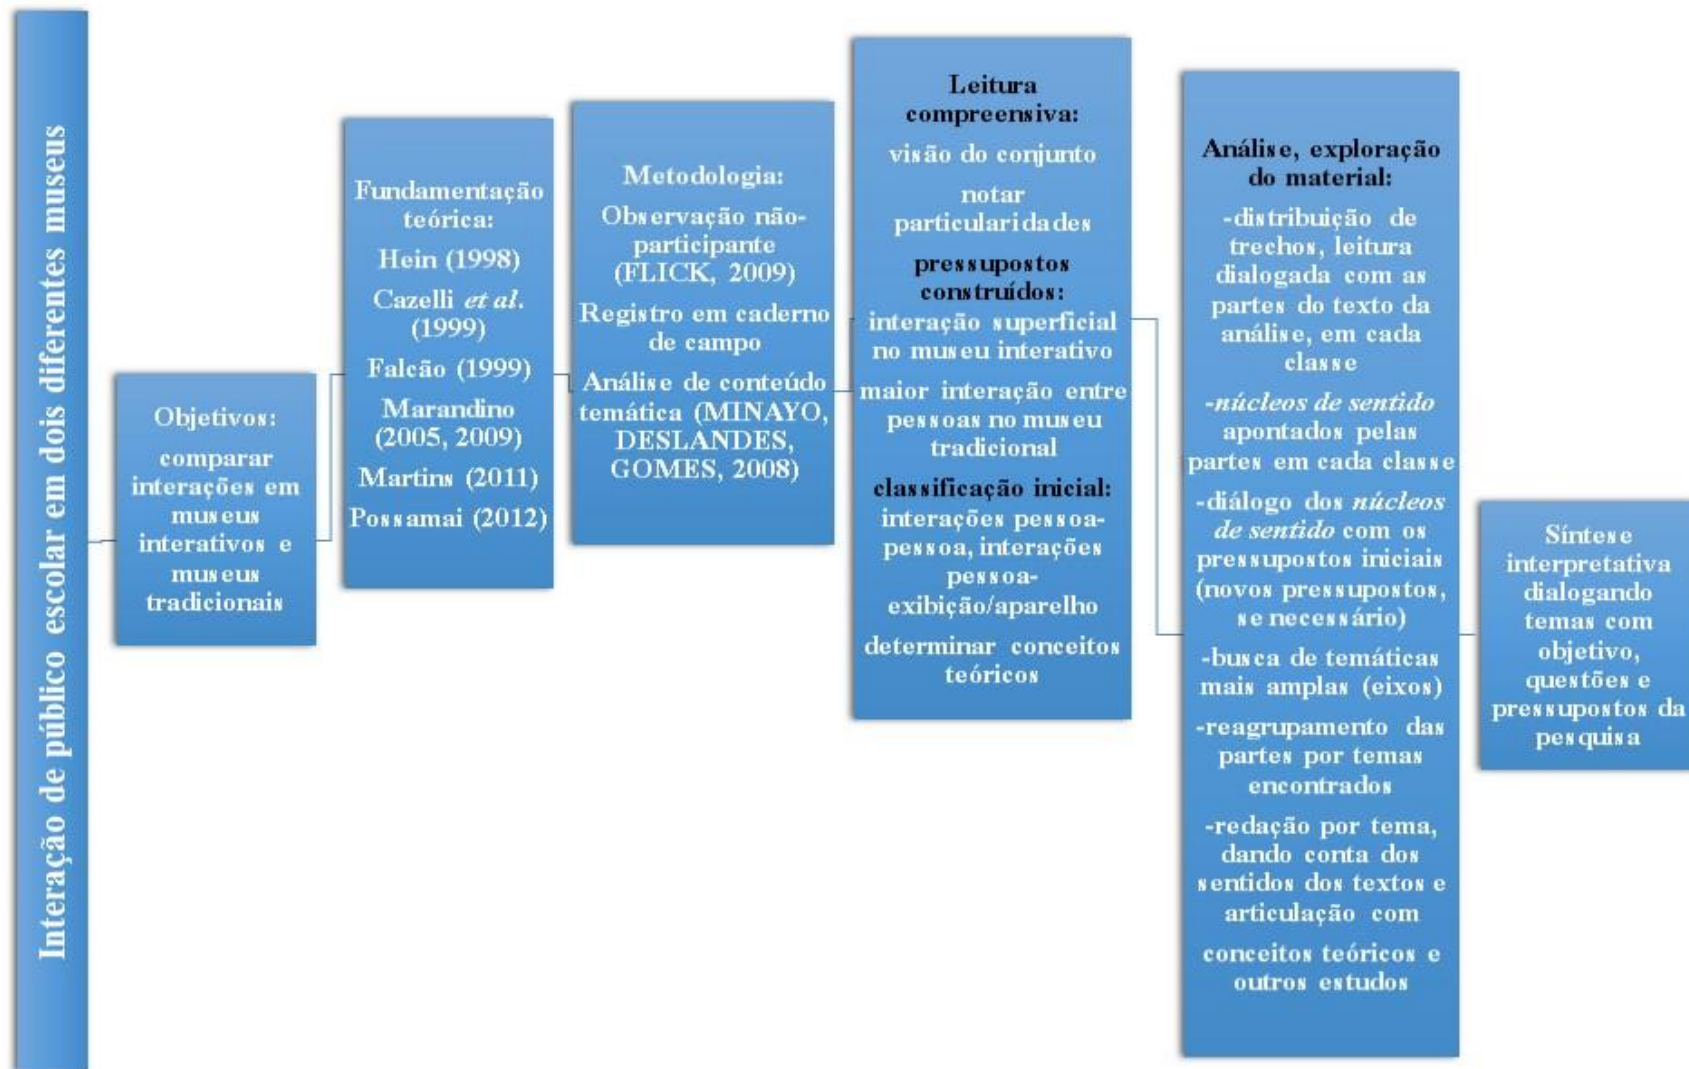 Interação de público escolar em dois diferentes museus
Objetivos:
comparar
interações em
museus
interativos e
museus
tradicionais
Fundamentação
teórica:
Hein (1998)
Cazelli et al.
(1999)
Falcão (1999)
Marandino
(2005, 2009)
Martins (2011)
Possamai (2012)
Metodologia:
Observação não-
participante
(FLICK, 2009)
Registro em caderno
de campo
Análise de conteúdo
temática (MINAYO,
DESLANDES,
GOMES, 2008)
Leitura
compreensiva:
visão do conjunto
notar
particularidades
pressupostos
construídos:
interação superficial
no museu interativo
maior interação entre
pessoas no museu
tradicional
classificação inicial:
interações pessoa-
pessoa, interações
pessoa-
exibição/aparelho
determinar conceitos
teóricos
Análise, exploração
do material:
-distribuição de
trechos, leitura
dialogada com as
partes do texto da
análise, em cada
classe
-núcleos de sentido
apontados pelas
partes em cada classe
-diálogo dos núcleos
de sentido com os
pressupostos iniciais
(novos pressupostos,
se necessário)
-busca de temáticas
mais amplas (eixos)
-reagrupamento das
partes por temas
encontrados
-redação por tema,
dando conta dos
sentidos dos textos e
articulação com
conceitos teóricos e
outros estudos
Síntese
interpretativa
dialogando
temas com
objetivo,
questões e
pressupostos da
pesquisa